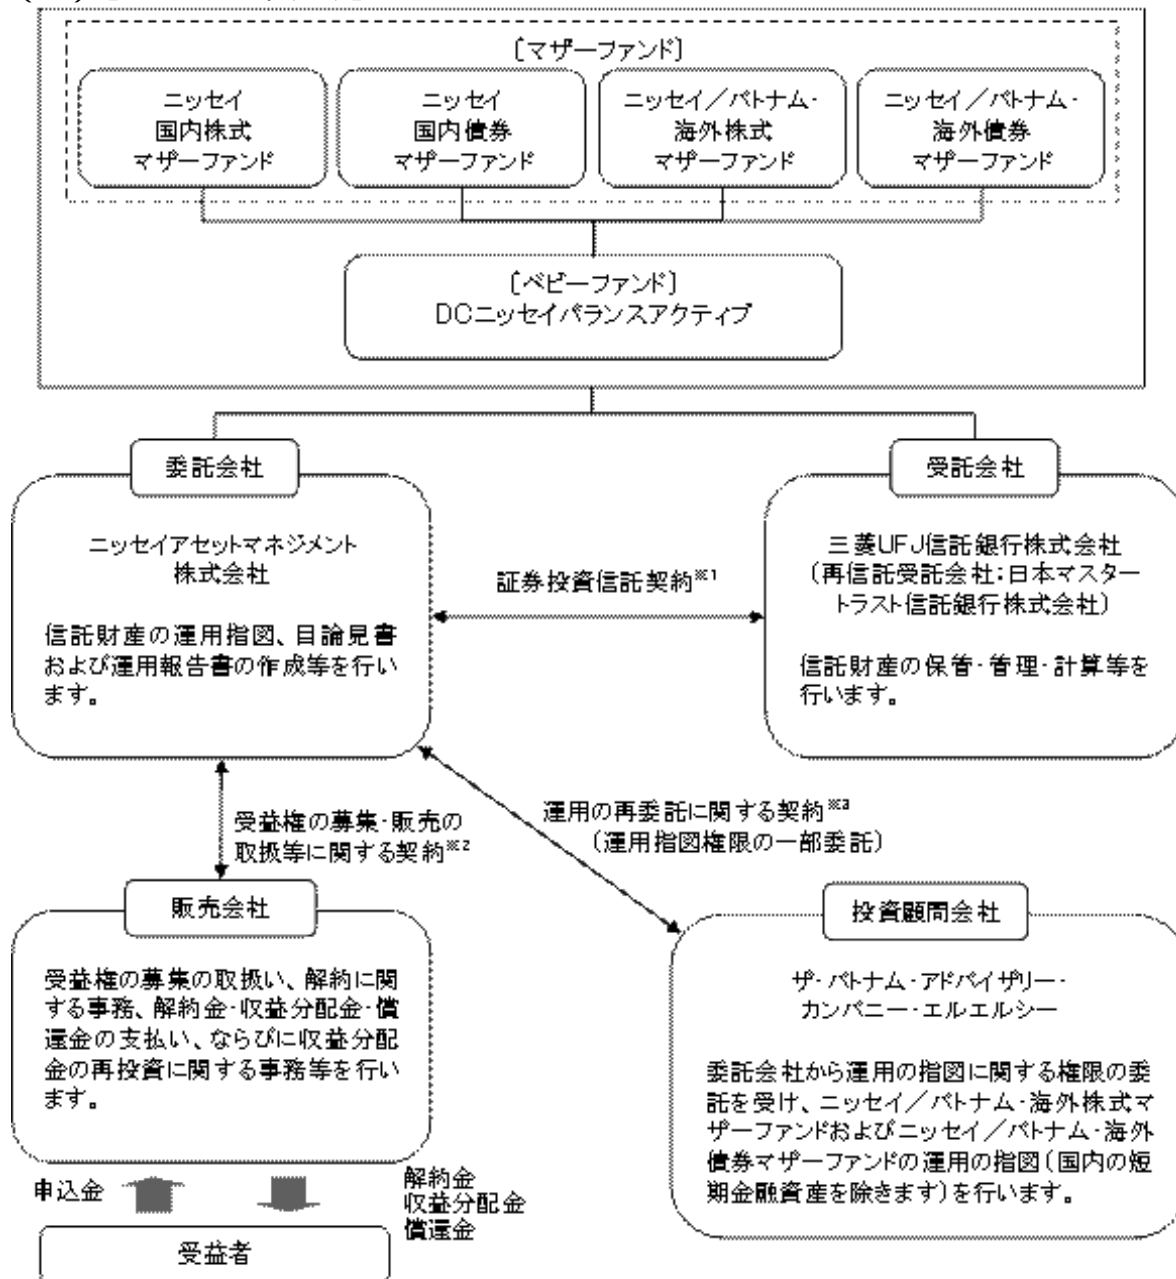 〔マザーファンド〕
ニッセイ
国内株式
マザーファンド
ニッセイ
国内債券
マザーファンド
ニッセイ／パトナム・
海外株式
マザーファンド
ニッセイ／パトナム・
海外債券
マザーファンド
〔ベビーファンド〕
DCニッセイバランスアクティブ
委託会社
ニッセイアセットマネジメント
株式会社
信託財産の運用指図、目論見書
および運用報告書の作成等を行い
ます。
証券投資信託契約※1
受託会社
三菱UFJ信託銀行株式会社
（再信託受託会社：日本マスター
トラスト信託銀行株式会社）
信託財産の保管・管理・計算等を
行います。
受益権の募集・販売の
取扱等に関する契約※2
運用の再委託に関する契約※3
（運用指図権限の一部委託）
販売会社
受益権の募集の取扱い、解約に関
する事務、解約金・収益分配金・償
還金の支払い、ならびに収益分配
金の再投資に関する事務等を行い
ます。
投資顧問会社
ザ・パトナム・アドバイザリー・
カンパニー・エルエルシー
委託会社から運用の指図に関する権限の委
託を受け、ニッセイ／パトナム・海外株式マ
ザーファンドおよびニッセイ／パトナム・海外
債券マザーファンドの運用の指図（国内の短
期金融資産を除きます）を行います。
申込金
解約金
収益分配金
償還金
受益者